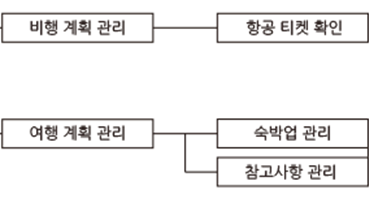 비행 계획 관리
항공 티켓 확인
여행 계획 관리
숙박업 관리
참고사항 관리